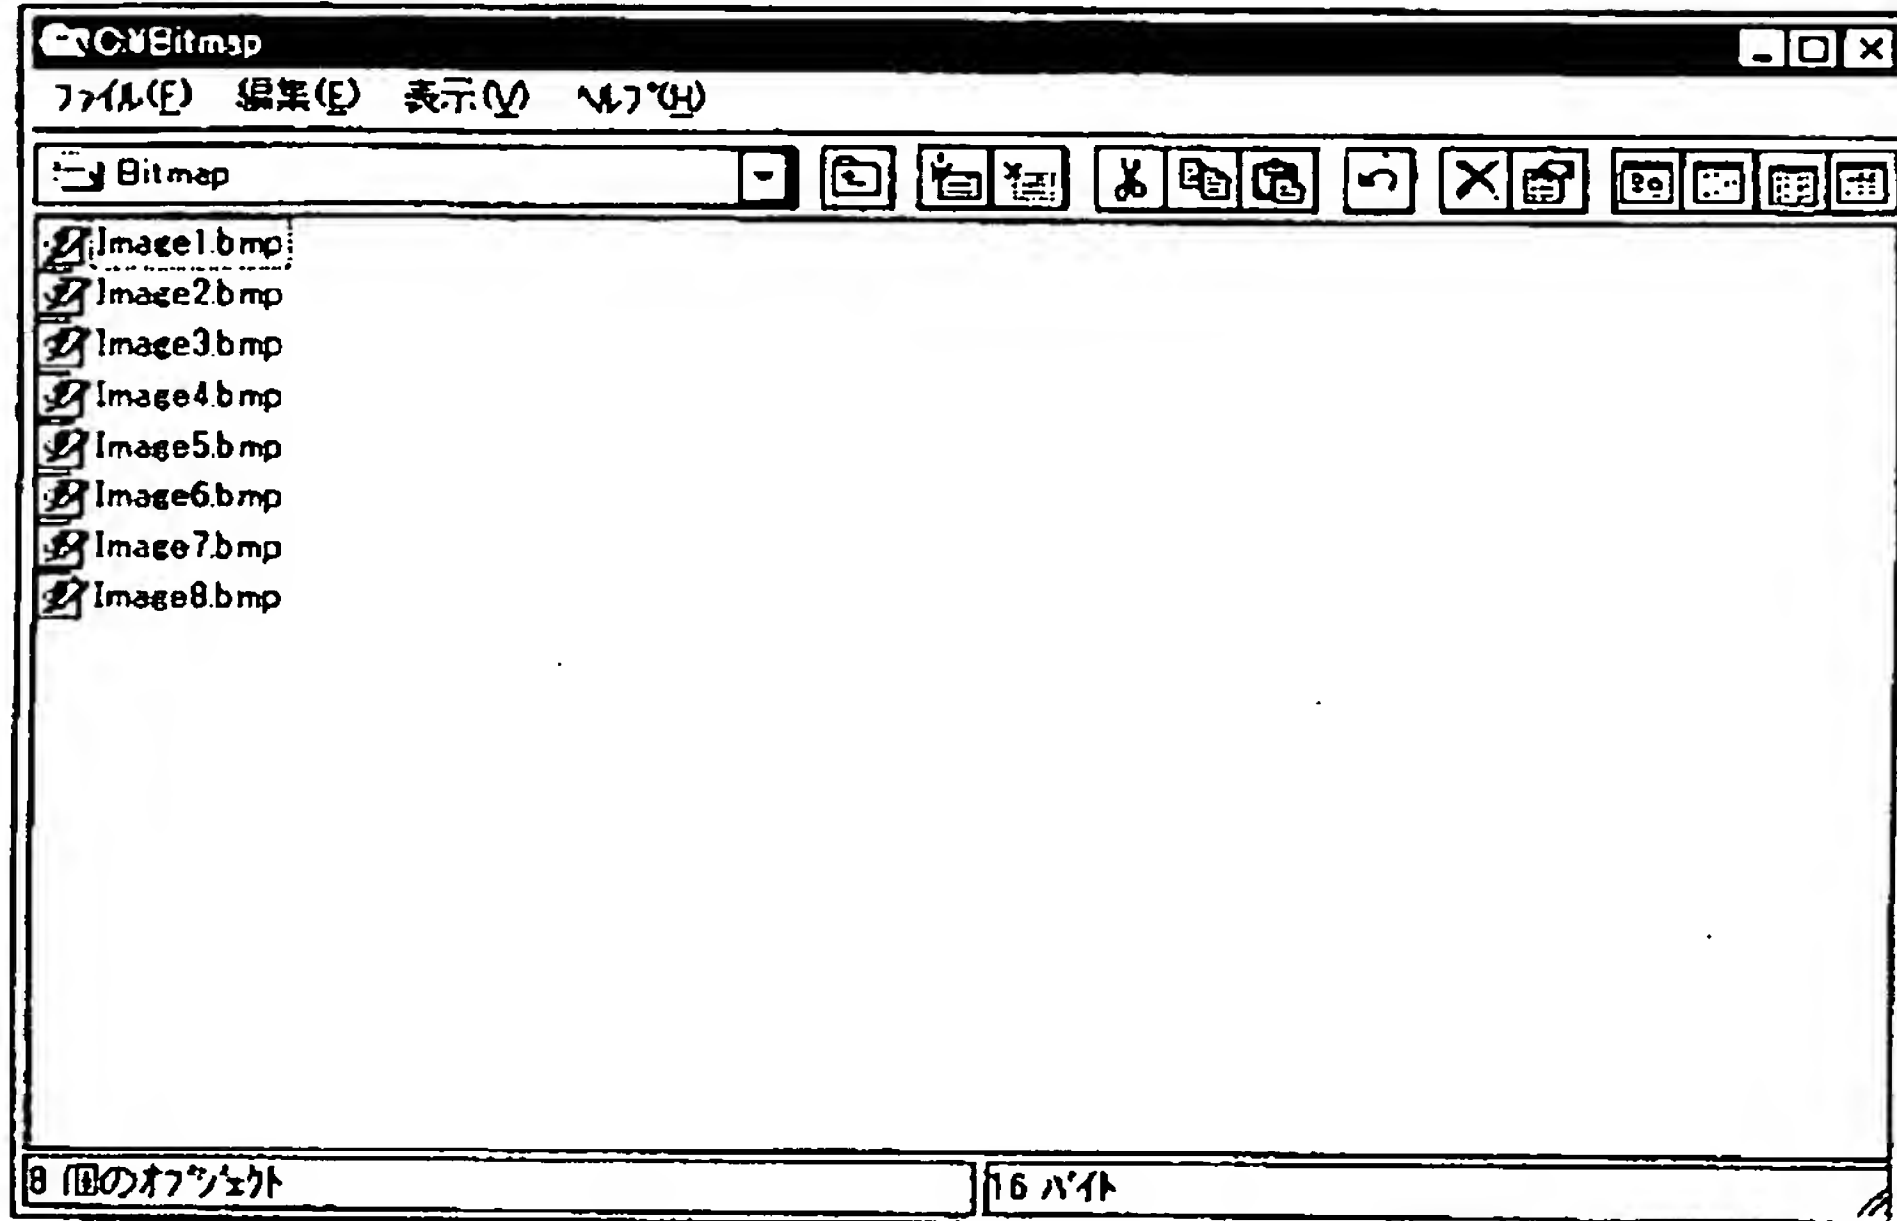 C:¥Bitmap
ファイル(F) 編集(E) 表示(V) ヘルプ(H)
Bitmap
Image1.bmp
Image2.bmp
Image3.bmp
Image4.bmp
Image5.bmp
Image6.bmp
Image7.bmp
Image8.bmp
8 個のオブジェクト 16 バイト